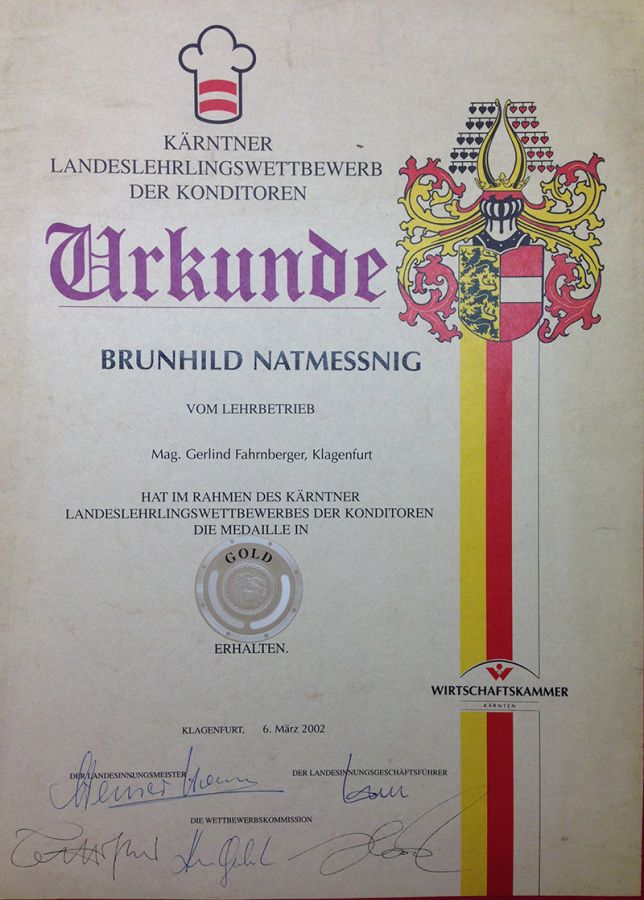 KÄRNTNER
LANDESLEHRLINGSWETTBEWERB
DER KONDITOREN
Urkunde
BRUNHILD NATMESSNIG
VOM LEHRBETRIEB
Mag. Gerlind Fahrnberger, Klagenfurt
HAT IM RAHMEN DES KÄRNTNER
LANDESLEHRLINGSWETTBEWERBES DER KONDITOREN
DIE MEDAILLE IN
GOLD
ERHALTEN.
WIRTSCHAFTSKAMMER
KÄRNTEN
KLAGENFURT, 6. März 2002
DER LANDESINNUNGSMEISTER DER LANDESINNUNGSGESCHÄFTSFÜHRER
DIE WETTBEWERBSKOMMISSION